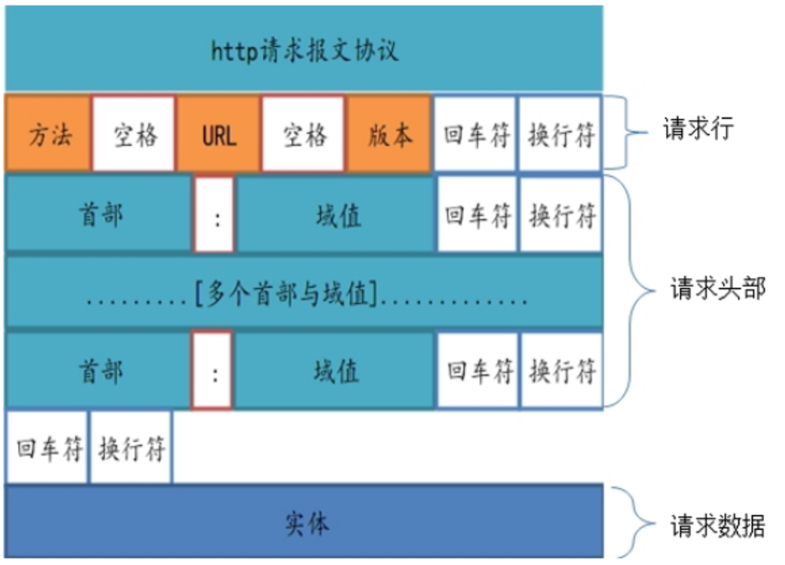 http请求报文协议
方法 空格 URL 空格 版本 回车符 换行符 请求行
首部 : 域值 回车符 换行符
.........[多个首部与域值]............. 请求头部
首部 : 域值 回车符 换行符
回车符 换行符
实体 请求数据